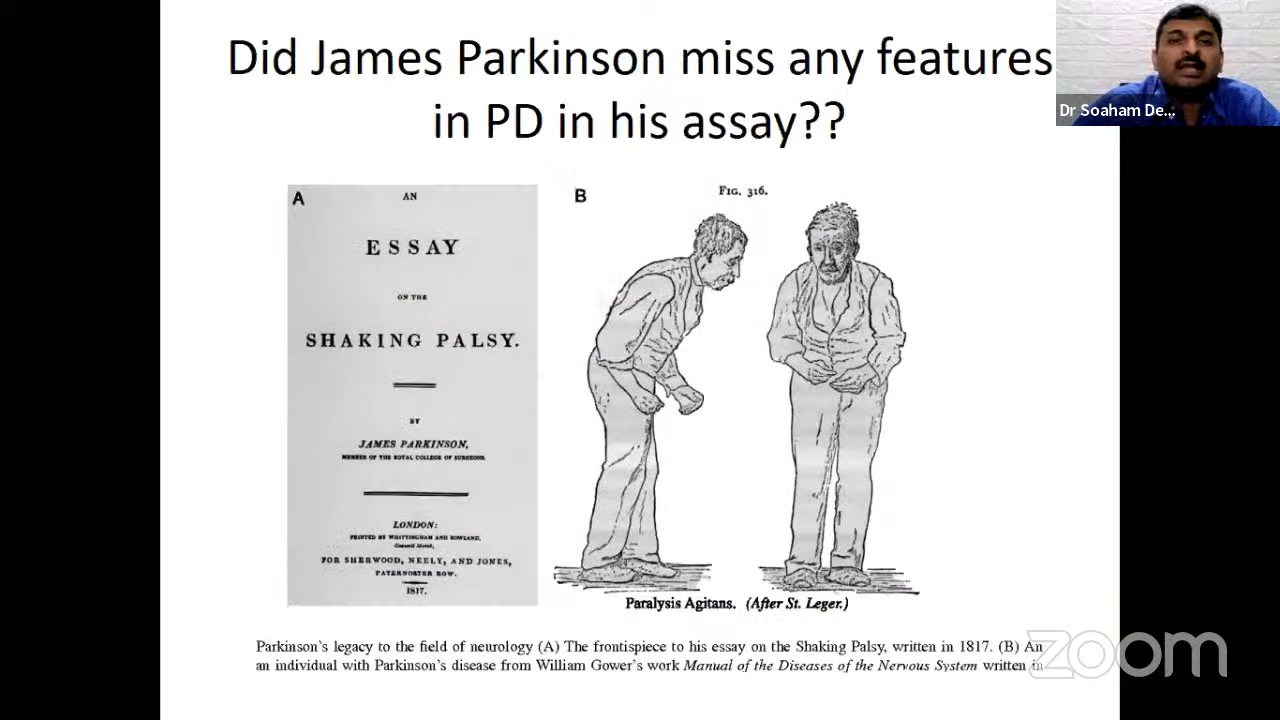 Did James Parkinson miss any features
in PD in his assay??
Dr Soaham De...
A
AN
ESSAY
ON THE
SHAKING PALSY.
BY
JAMES PARKINSON,
MEMBER OF THE ROYAL COLLEGE OF SURGEONS
LONDON:
PRINTED BY WHITTINGHAM AND ROWLAND,
Goswell Street,
FOR SHERWOOD, NEELY, AND JONES,
PATERNOSTER ROW.
1817.
B
FIG. 316.
Paralysis Agitans. (After St. Leger.)
Parkinson's legacy to the field of neurology (A) The frontispiece to his essay on the Shaking Palsy, written in 1817. (B) An
an individual with Parkinson's disease from William Gower's work Manual of the Diseases of the Nervous System written in
zoom